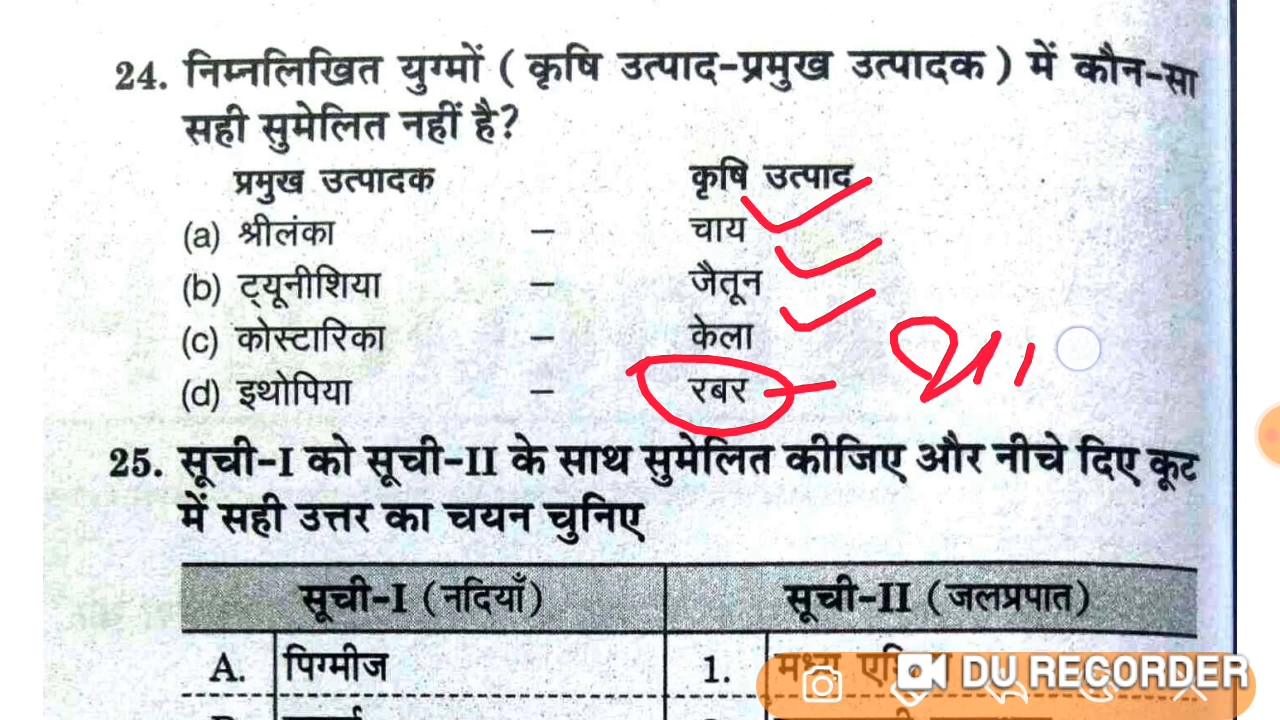 24. निम्नलिखित युग्मों ( कृषि उत्पाद-प्रमुख उत्पादक ) में कौन-सा
सही सुमेलित नहीं है?
प्रमुख उत्पादक कृषि उत्पाद
(a) श्रीलंका – चाय
(b) ट्यूनीशिया – जैतून
(c) कोस्टारिका – केला
(d) इथोपिया – रबर
25. सूची-I को सूची-II के साथ सुमेलित कीजिए और नीचे दिए कूट
में सही उत्तर का चयन चुनिए
सूची-I (नदियाँ) सूची-II (जलप्रपात)
A. पिग्मीज 1. मध्य
DU RECORDER